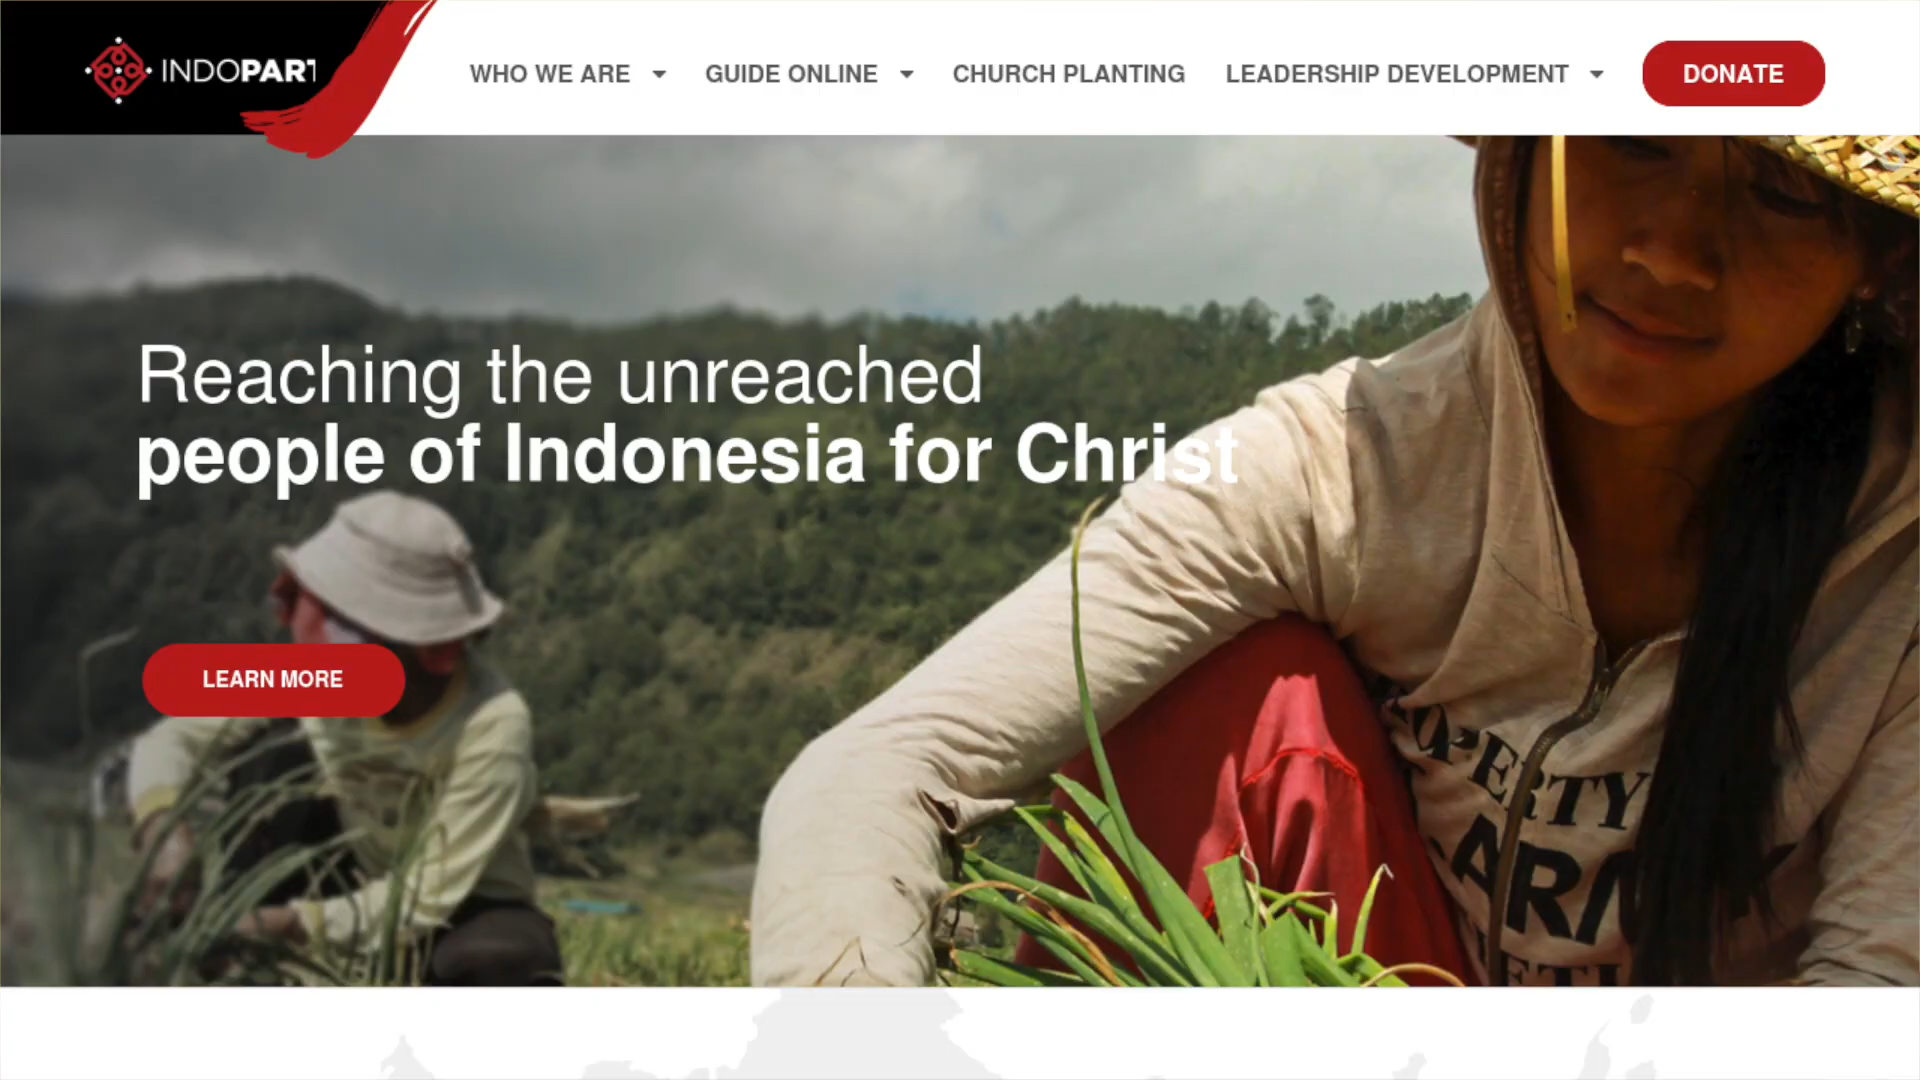 INDOPART
WHO WE ARE
GUIDE ONLINE
CHURCH PLANTING
LEADERSHIP DEVELOPMENT
DONATE
Reaching the unreached
people of Indonesia for Christ
LEARN MORE